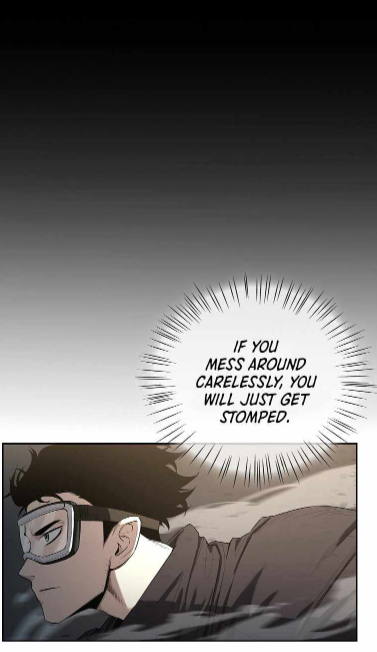 IF YOU
MESS AROUND
CARELESSLY, YOU
WILL JUST GET
STOMPED.